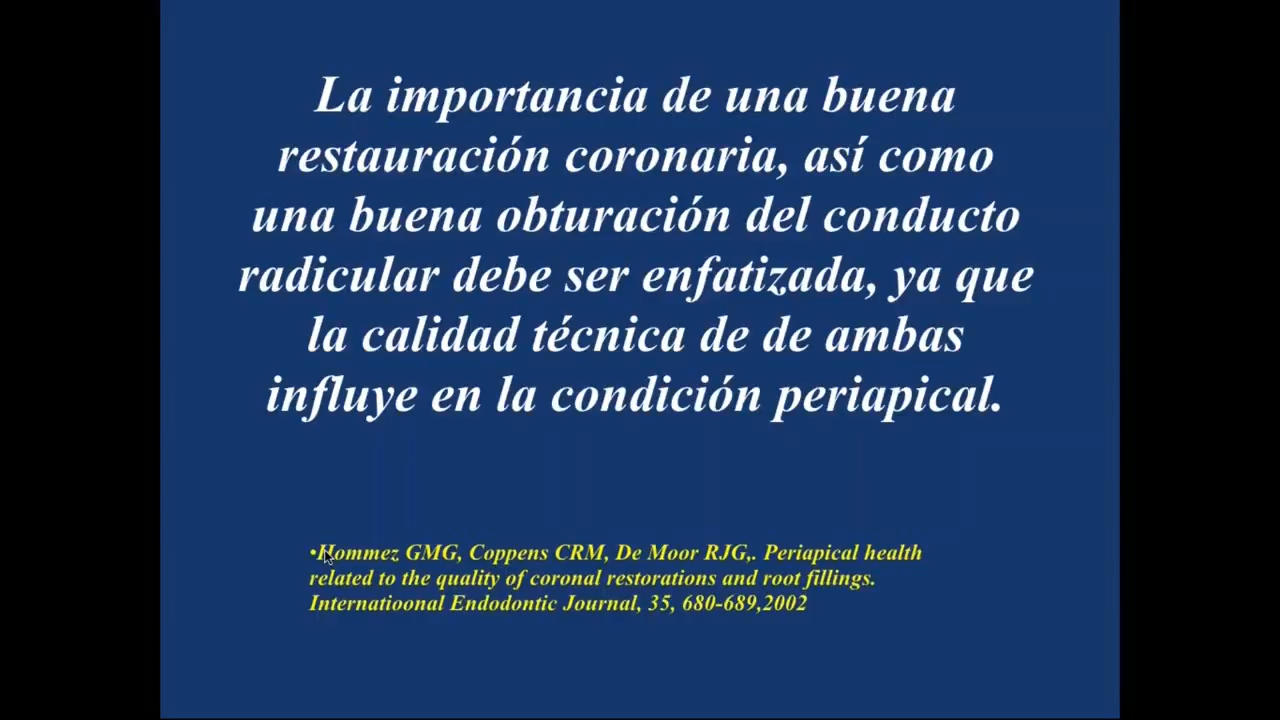 La importancia de una buena
restauración coronaria, así como
una buena obturación del conducto
radicular debe ser enfatizada, ya que
la calidad técnica de de ambas
influye en la condición periapical.
•Hommez GMG, Coppens CRM, De Moor RJG,. Periapical health
related to the quality of coronal restorations and root fillings.
Internatioonal Endodontic Journal, 35, 680-689,2002